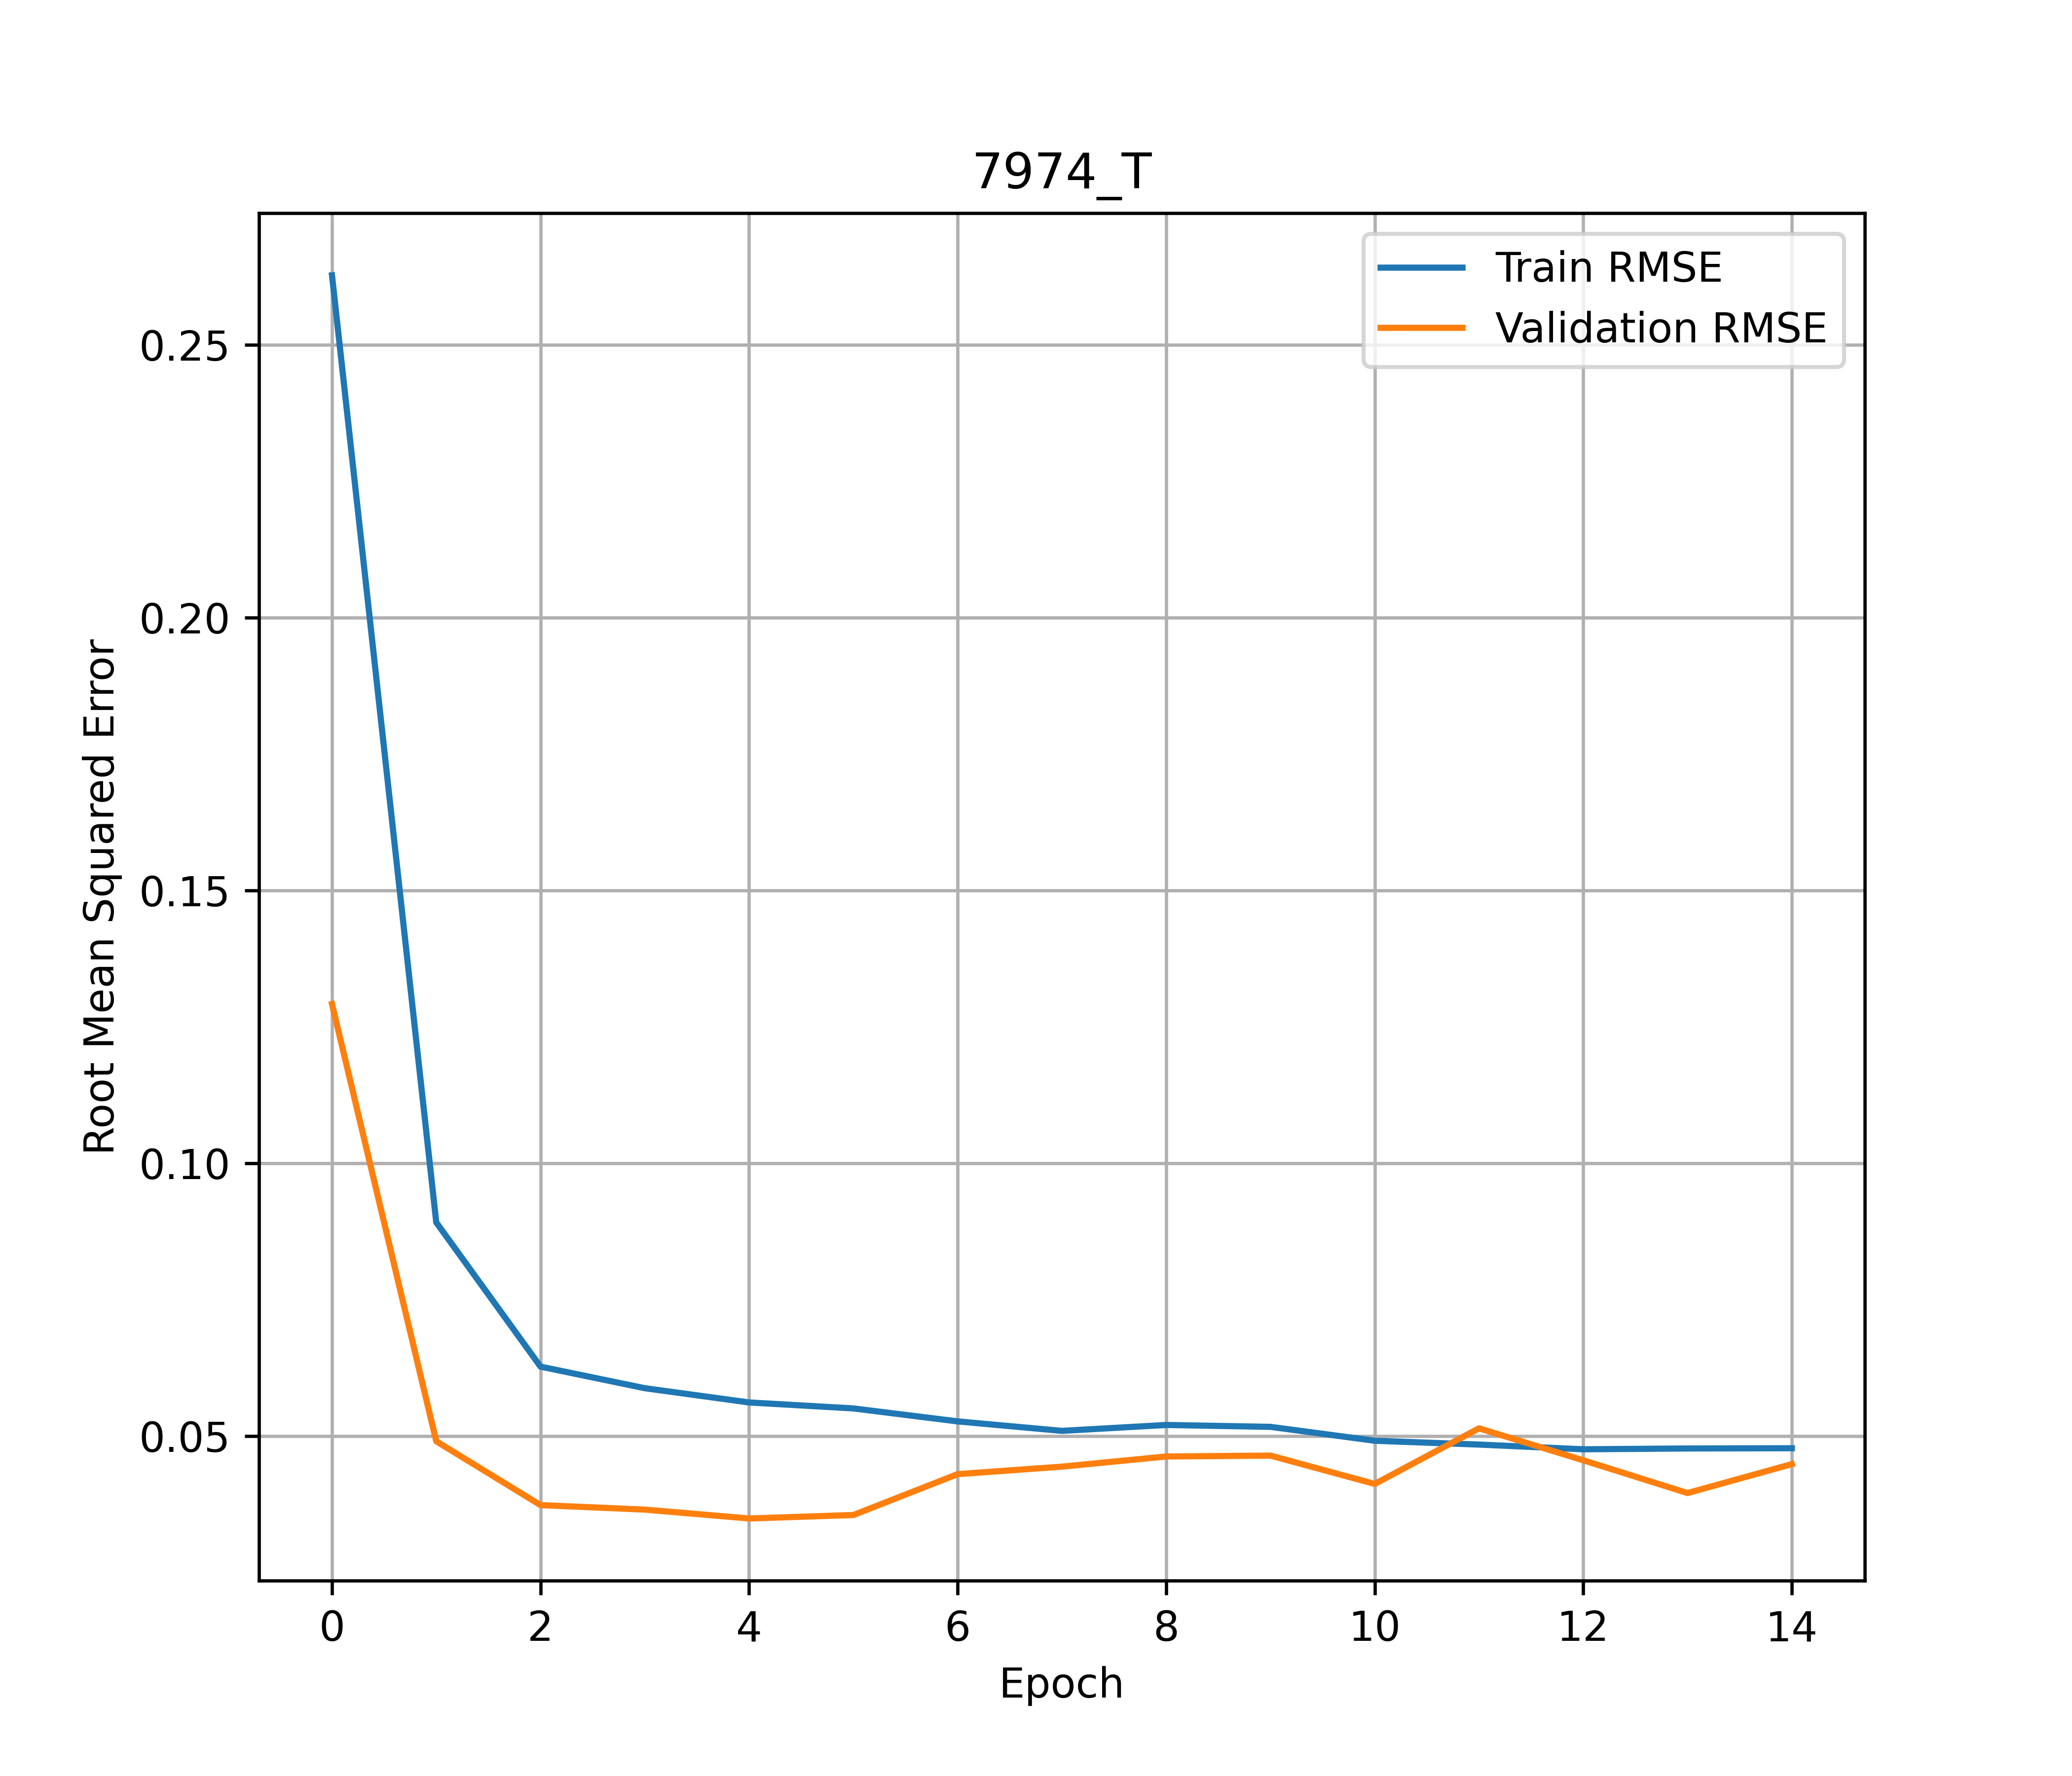 7974_T
Train RMSE
Validation RMSE
Root Mean Squared Error
0.25
0.20
0.15
0.10
0.05
0 2 4 6 8 10 12 14
Epoch